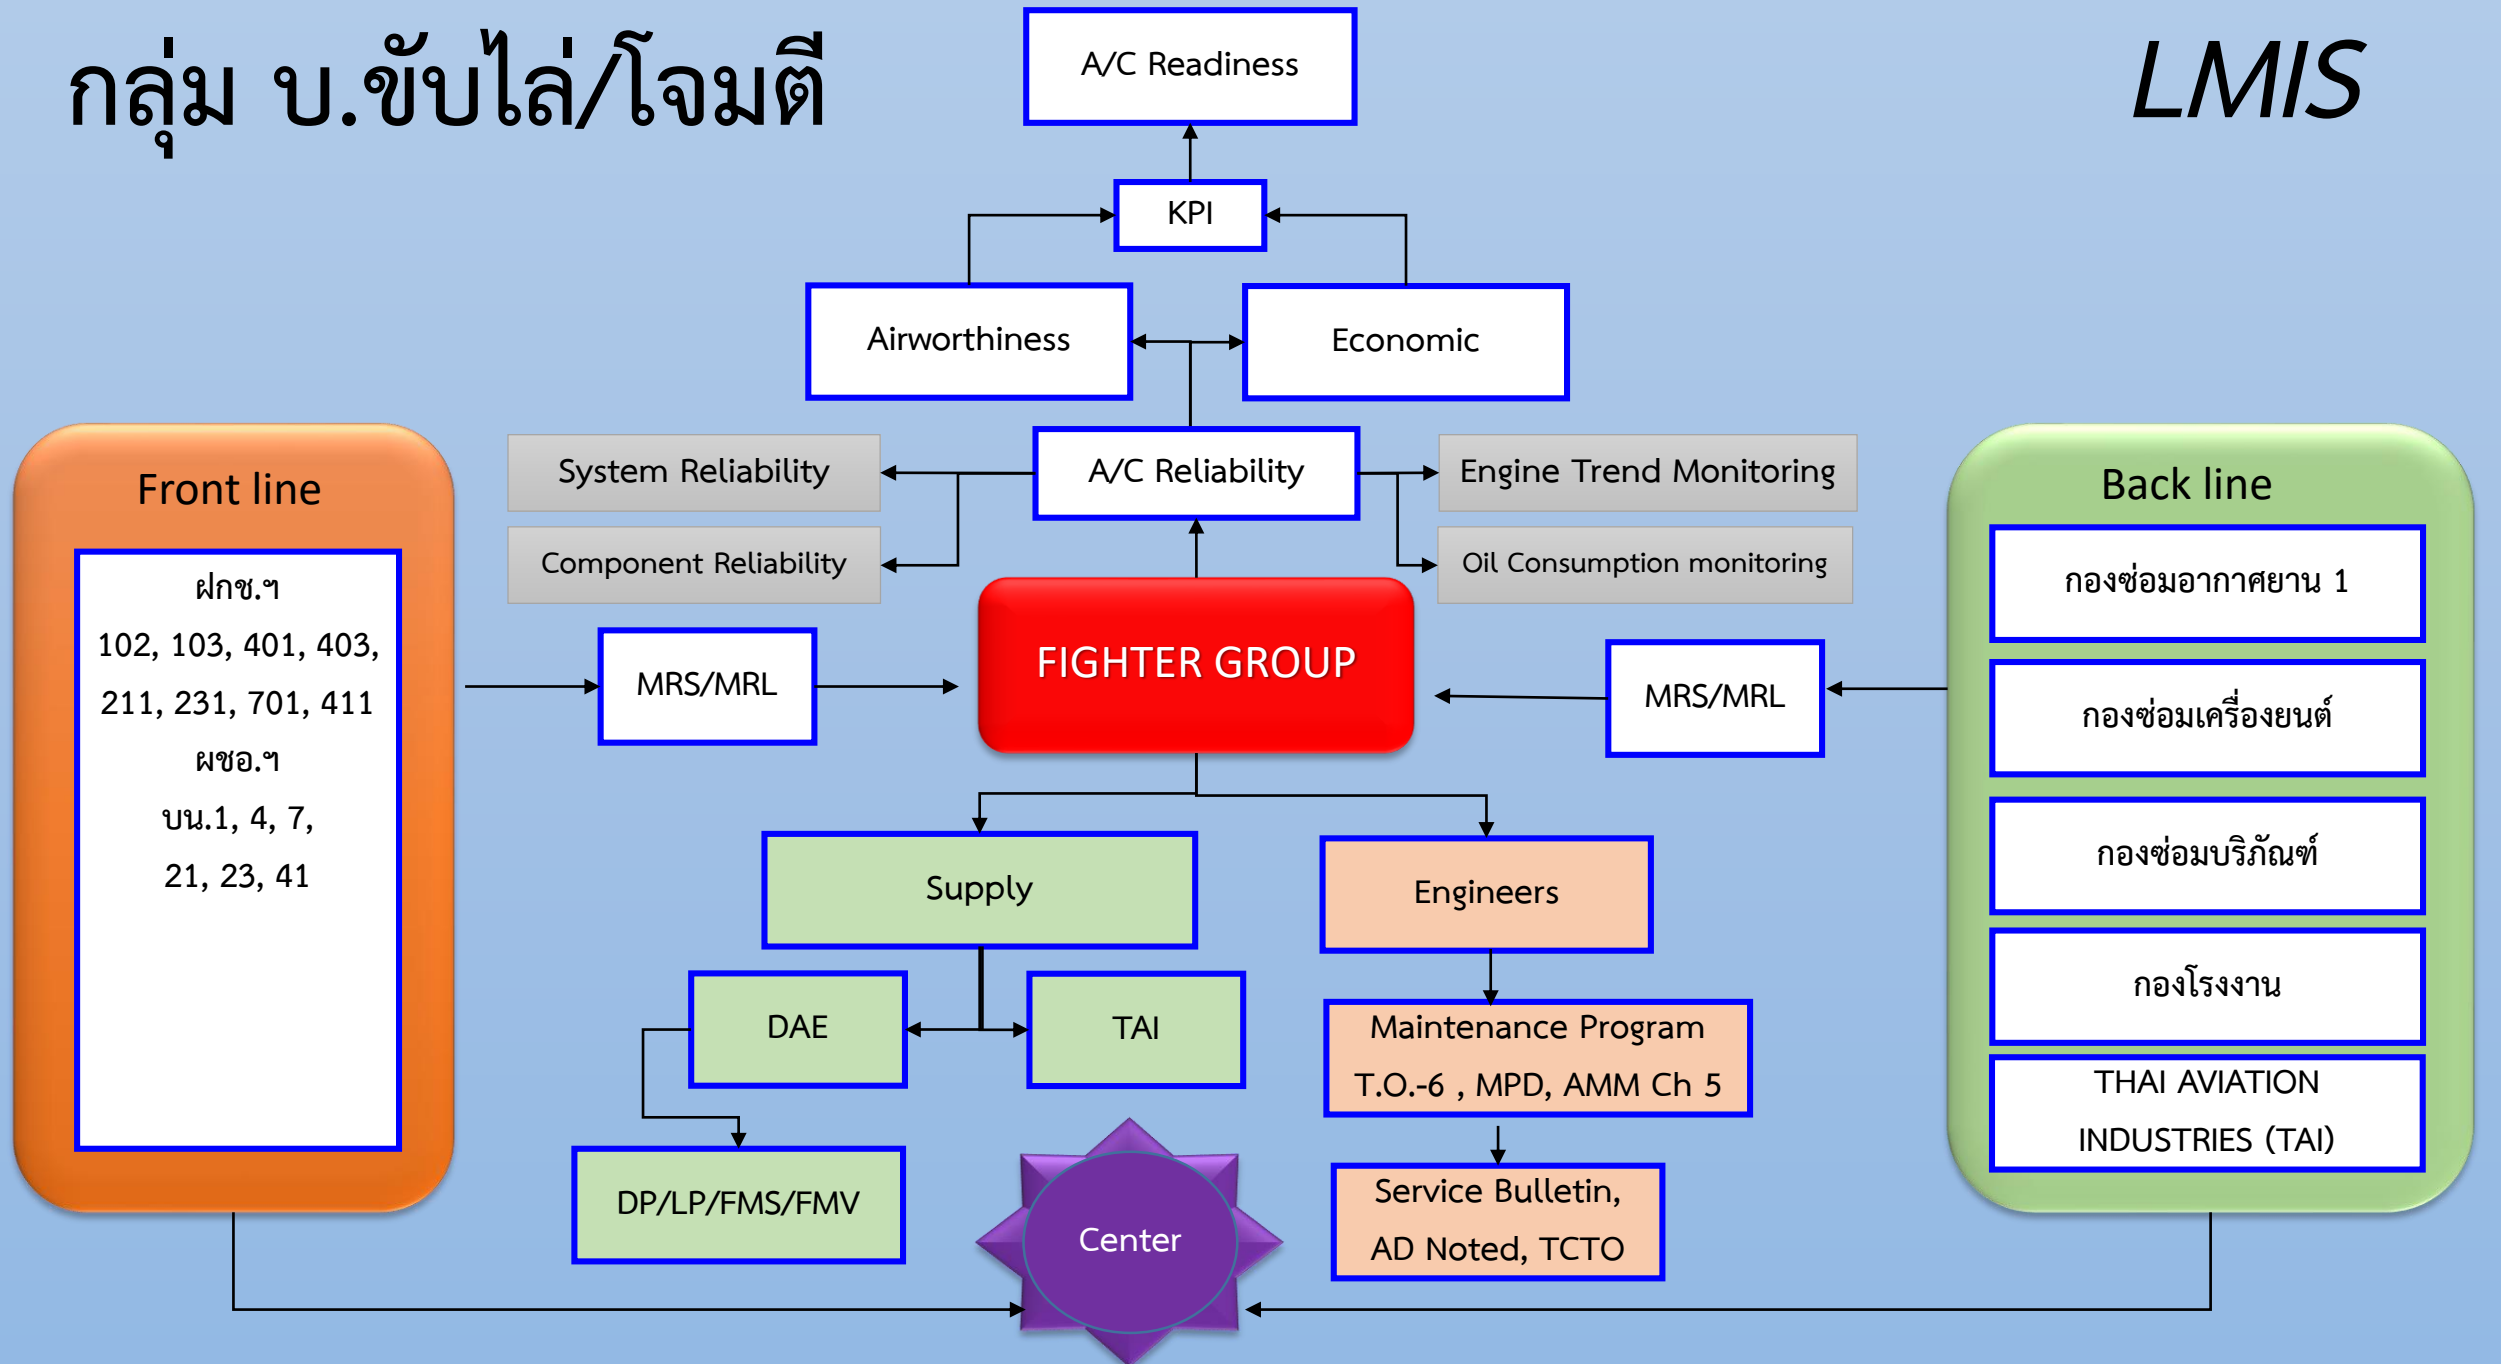 กลุ่ม บ.ขับไล่/โจมตี
LMIS
A/C Readiness
KPI
Airworthiness
Economic
A/C Reliability
System Reliability
Component Reliability
Engine Trend Monitoring
Oil Consumption monitoring
Front line
ฝกช.ฯ
102, 103, 401, 403,
211, 231, 701, 411
ผชอ.ฯ
บน.1, 4, 7,
21, 23, 41
MRS/MRL
FIGHTER GROUP
MRS/MRL
Back line
กองซ่อมอากาศยาน 1
กองซ่อมเครื่องยนต์
กองซ่อมบริภัณฑ์
กองโรงงาน
THAI AVIATION
INDUSTRIES (TAI)
Supply
Engineers
DAE
TAI
Maintenance Program
T.O.-6 , MPD, AMM Ch 5
DP/LP/FMS/FMV
Center
Service Bulletin,
AD Noted, TCTO